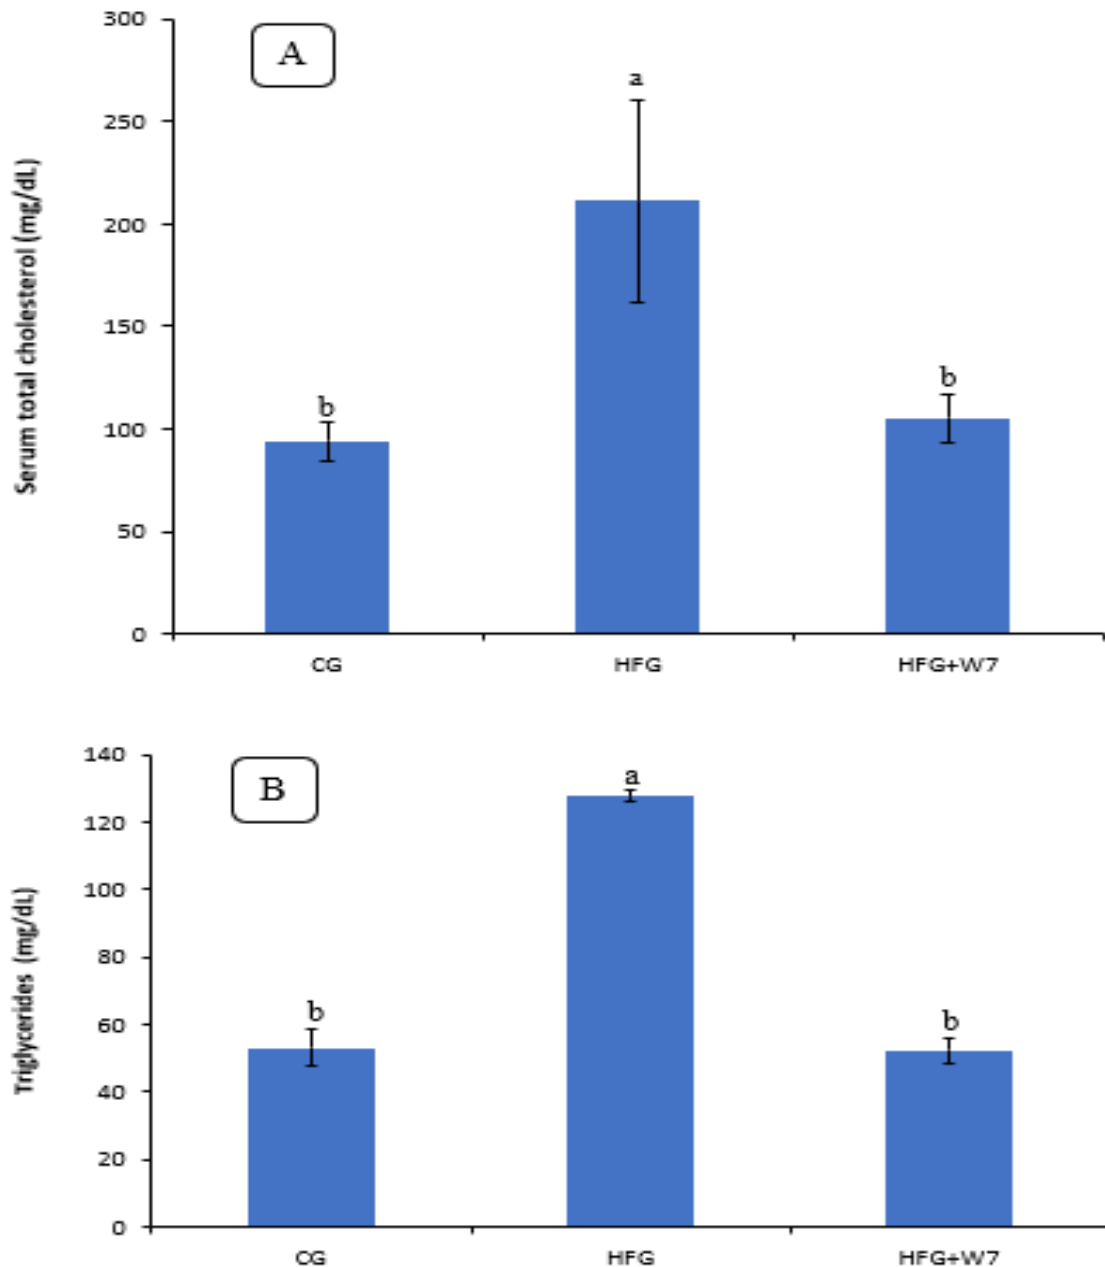 300
A
a
250
200
150
b
b
100
50
0
CG
HFG
HFG+W7
Serum total cholesterol (mg/dL)
140
B
a
120
100
80
b
b
60
40
20
0
CG
HFG
HFG+W7
Triglycerides (mg/dL)